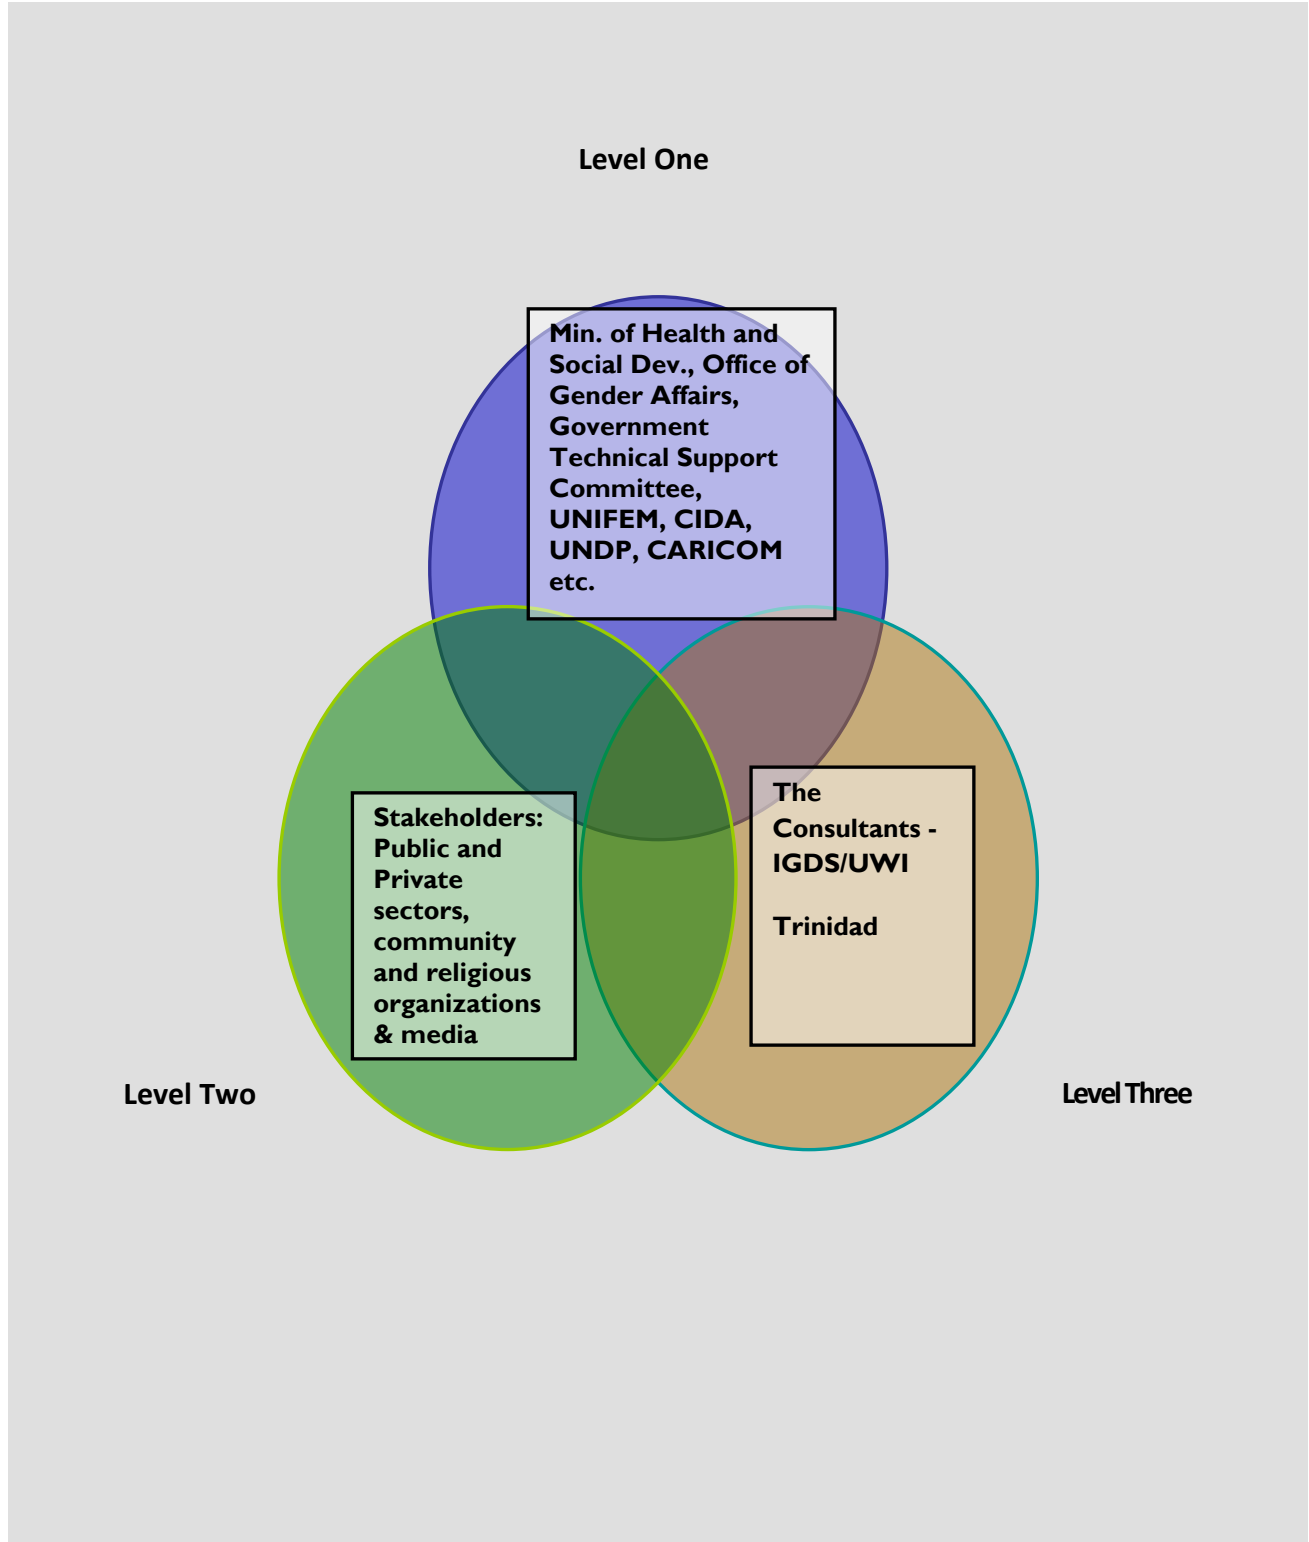 Level One
Min. of Health and
Social Dev., Office of
Gender Affairs,
Government
Technical Support
Committee,
UNIFEM, CIDA,
UNDP, CARICOM
etc.
Stakeholders:
Public and
Private
sectors,
community
and religious
organizations
& media
The
Consultants -
IGDS/UWI
Trinidad
Level Two
Level Three